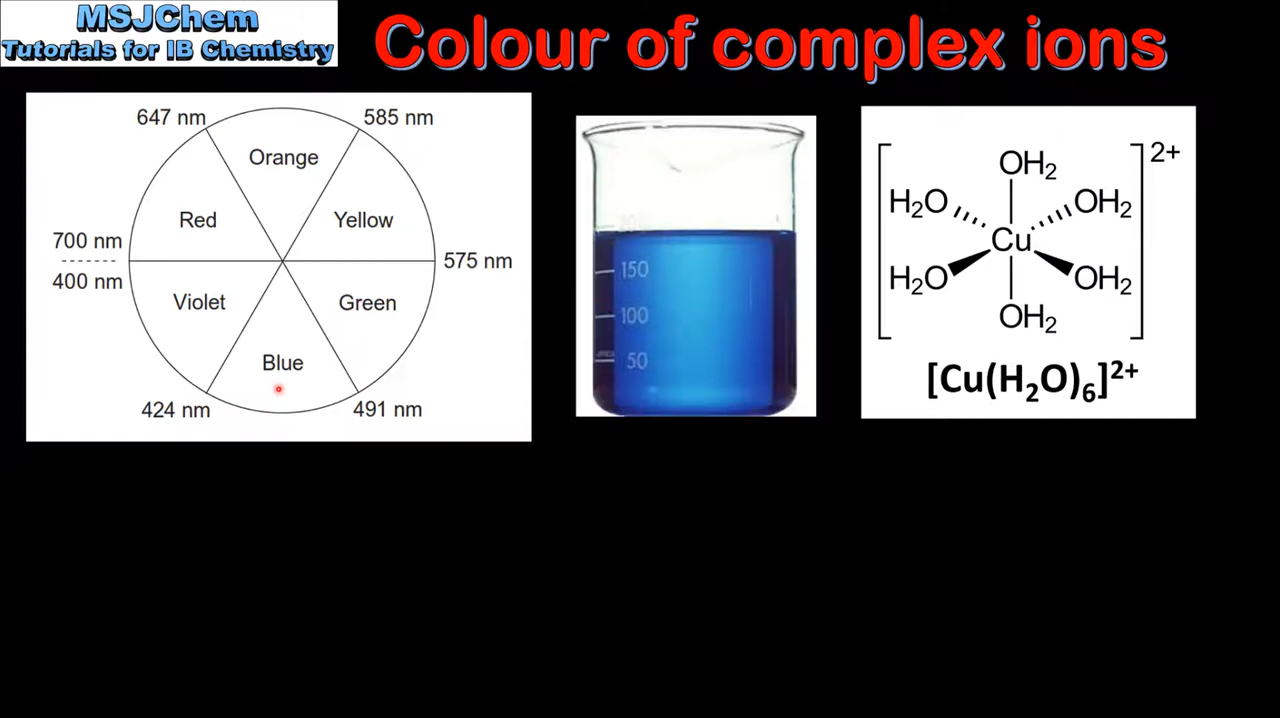 MSJChem
Tutorials for IB Chemistry
Colour of complex ions
647 nm
585 nm
Orange
Red
Yellow
700 nm
400 nm
575 nm
Violet
Green
Blue
424 nm
491 nm
150
100
50
2+
OH2
H2O
OH2
Cu
H2O
OH2
OH2
[Cu(H2O)6]2+